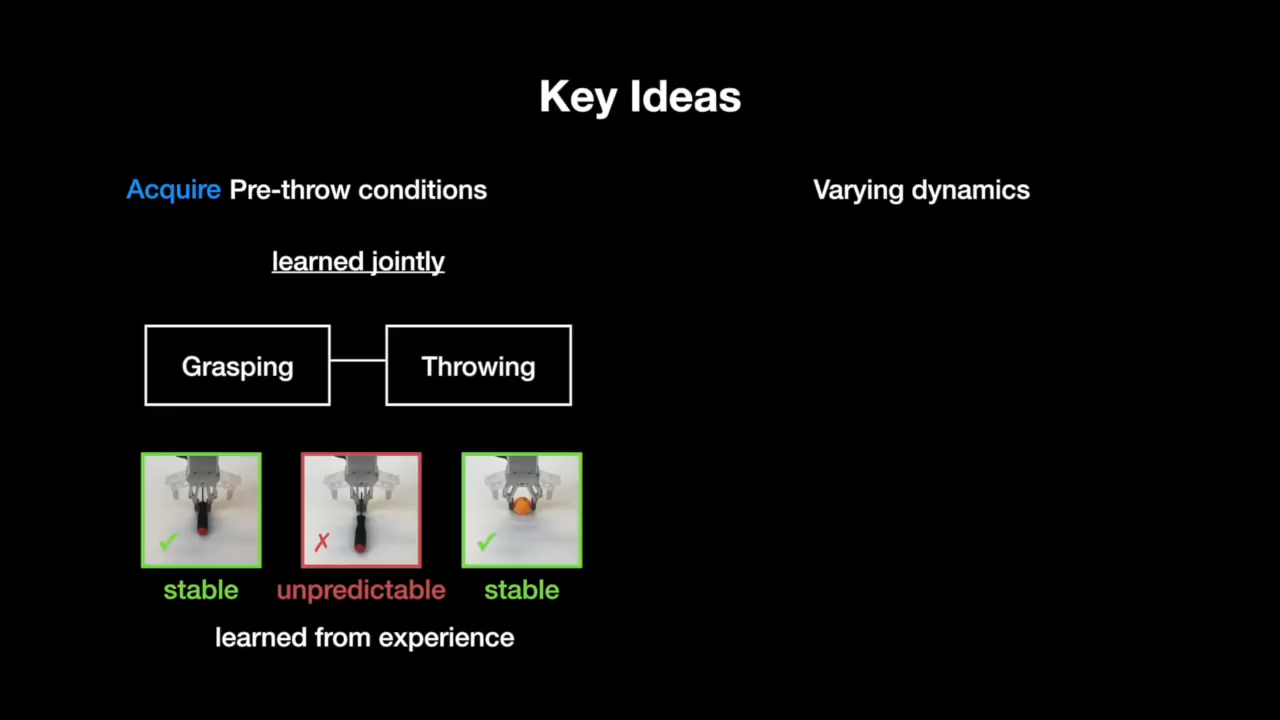 Key Ideas
Acquire Pre-throw conditions
Varying dynamics
learned jointly
Grasping
Throwing
✓
✗
✓
stable
unpredictable
stable
learned from experience